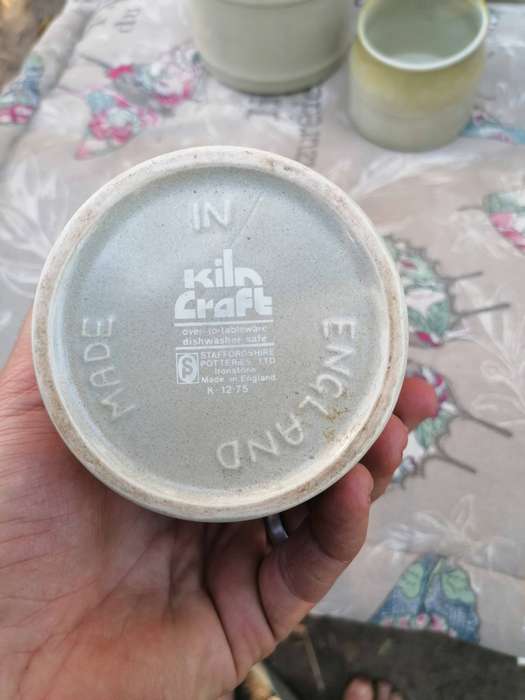 MADE IN ENGLAND
kiln
Craft
oven-to-tableware
dishwasher safe
STAFFORDSHIRE
POTTERIES LTD
Ironstone
Made in England.
K-12-75